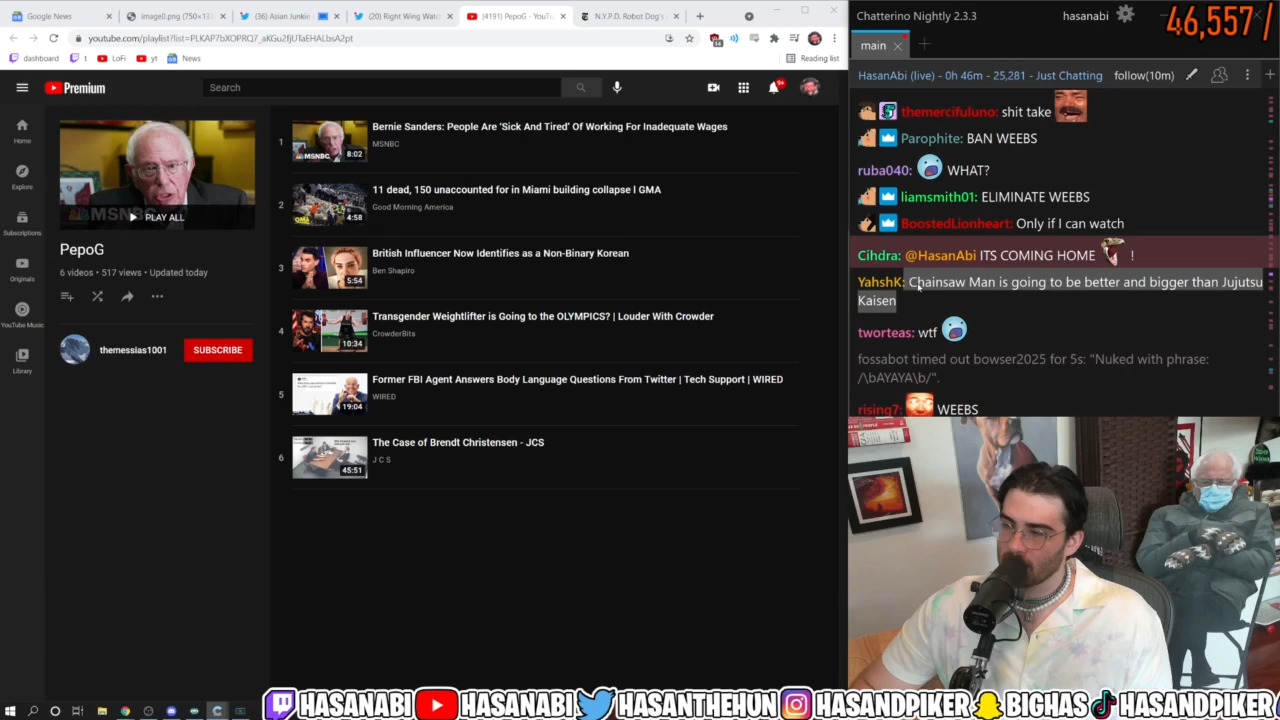 Google News
image0.png (750×13
(36) Asian Junkie
(20) Right Wing Wat
(4191) PepoG - YouTu
N.Y.P.D. Robot Dog's
youtube.com/playlist?list=PLKAP7bXOPRQ7_aKGu2fjUTaEHALbsA2pt
14
dashboard
t
LoFi
yt
News
Reading list
Premium
Search
9+
Home
Explore
Subscriptions
Originals
YouTube Music
Library
MSNBC
PLAY ALL
PepoG
6 videos • 517 views • Updated today
themessias1001
SUBSCRIBE
1
MSNBC
8:02
Bernie Sanders: People Are 'Sick And Tired' Of Working For Inadequate Wages
MSNBC
2
GMA
4:58
11 dead, 150 unaccounted for in Miami building collapse l GMA
Good Morning America
3
5:54
British Influencer Now Identifies as a Non-Binary Korean
Ben Shapiro
4
10:34
Transgender Weightlifter is Going to the OLYMPICS? | Louder With Crowder
CrowderBits
5
19:04
Former FBI Agent Answers Body Language Questions From Twitter | Tech Support | WIRED
WIRED
6
45:51
The Case of Brendt Christensen - JCS
J C S
Chatterino Nightly 2.3.3
hasanabi
46,557 /
main
HasanAbi (live) - 0h 46m - 25,281 - Just Chatting
follow(10m)
themercifuluno: shit take
Parophite: BAN WEEBS
ruba040: WHAT?
liamsmith01: ELIMINATE WEEBS
BoostedLionheart: Only if I can watch
Cihdra: @HasanAbi ITS COMING HOME !
YahshK: Chainsaw Man is going to be better and bigger than Jujutsu
Kaisen
tworteas: wtf
fossabot timed out bowser2025 for 5s: "Nuked with phrase:
/\bAYAYA\b/".
rising7: WEEBS
HASANABI
HASANABI
HASANTHEHUN
HASANDPIKER
BIGHAS
HASANDPIKER